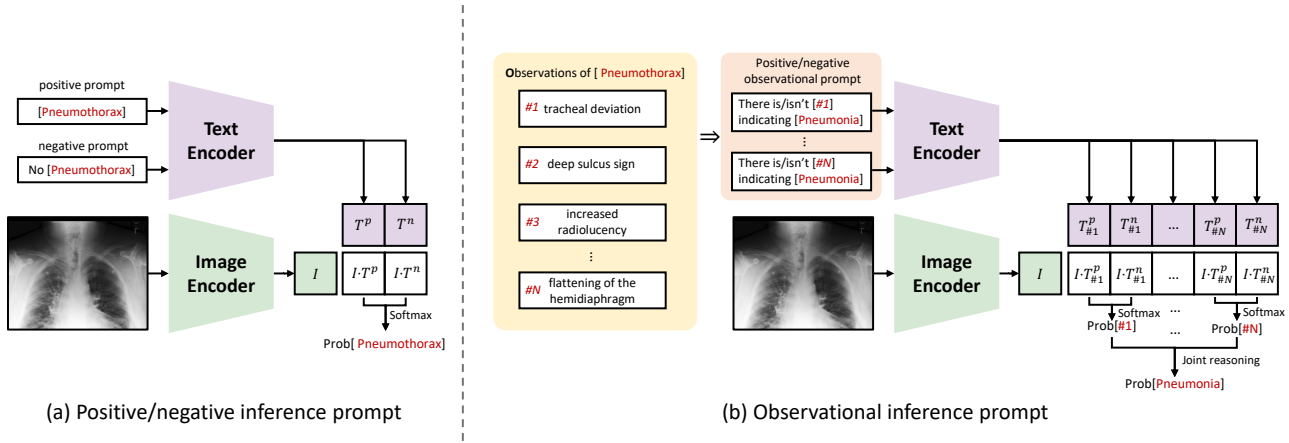 positive prompt
[Pneumothorax]
negative prompt
No [Pneumothorax]
Text
Encoder
Image
Encoder
T^p T^n
I I·T^p I·T^n
Softmax
Prob[ Pneumothorax]
(a) Positive/negative inference prompt
Observations of [ Pneumothorax]
#1 tracheal deviation
#2 deep sulcus sign
#3 increased
radiolucency
⋮
#N flattening of the
hemidiaphragm
⇒
Positive/negative
observational prompt
There is/isn't [#1]
indicating [Pneumonia]
⋮
There is/isn't [#N]
indicating [Pneumonia]
Text
Encoder
Image
Encoder
T^p_#1 T^n_#1 ... T^p_#N T^n_#N
I I·T^p_#1 I·T^n_#1 ... I·T^p_#N I·T^n_#N
Softmax ... Softmax
Prob[#1] ... Prob[#N]
Joint reasoning
Prob[Pneumonia]
(b) Observational inference prompt